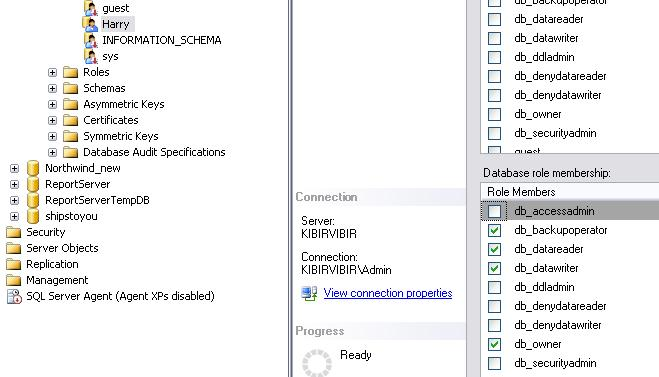 guest
Harry
INFORMATION_SCHEMA
sys
Roles
Schemas
Asymmetric Keys
Certificates
Symmetric Keys
Database Audit Specifications
Northwind_new
ReportServer
ReportServerTempDB
shipstoyou
Security
Server Objects
Replication
Management
SQL Server Agent (Agent XPs disabled)
Connection
Server:
KIBIRVIBIR
Connection:
KIBIRVIBIR\Admin
View connection properties
Progress
Ready
db_backupoperator
db_datareader
db_datawriter
db_ddladmin
db_denydatareader
db_denydatawriter
db_owner
db_securityadmin
guest
Database role membership:
Role Members
db_accessadmin
db_backupoperator
db_datareader
db_datawriter
db_ddladmin
db_denydatareader
db_denydatawriter
db_owner
db_securityadmin